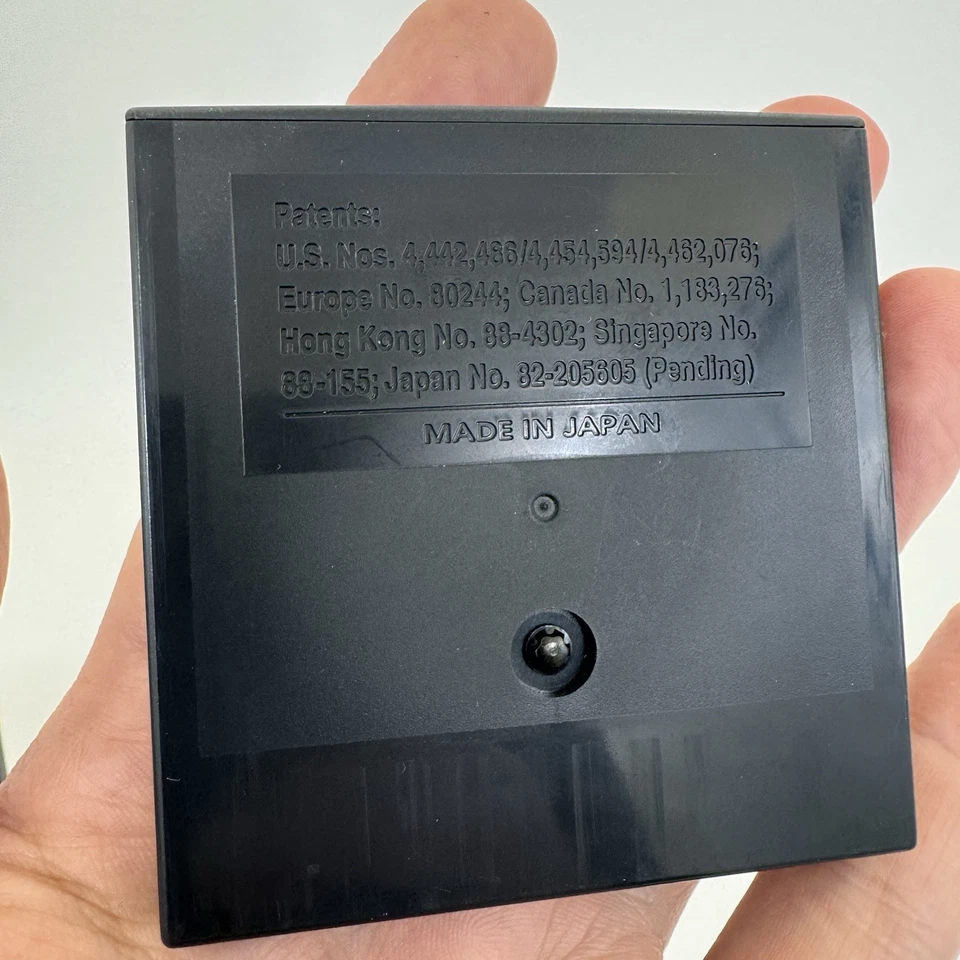 Patents:
U.S. Nos. 4,442,486/4,454,594/4,462,076;
Europe No. 80244; Canada No. 1,183,276;
Hong Kong No. 88-4302; Singapore No.
88-155; Japan No. 82-205605 (Pending)
MADE IN JAPAN